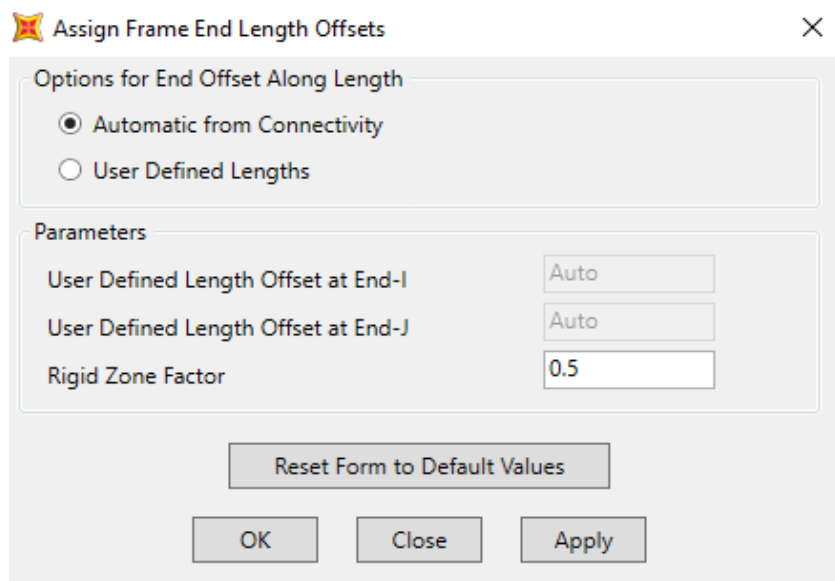 Assign Frame End Length Offsets
Options for End Offset Along Length
Automatic from Connectivity
User Defined Lengths
Parameters
User Defined Length Offset at End-I Auto
User Defined Length Offset at End-J Auto
Rigid Zone Factor 0.5
Reset Form to Default Values
OK Close Apply